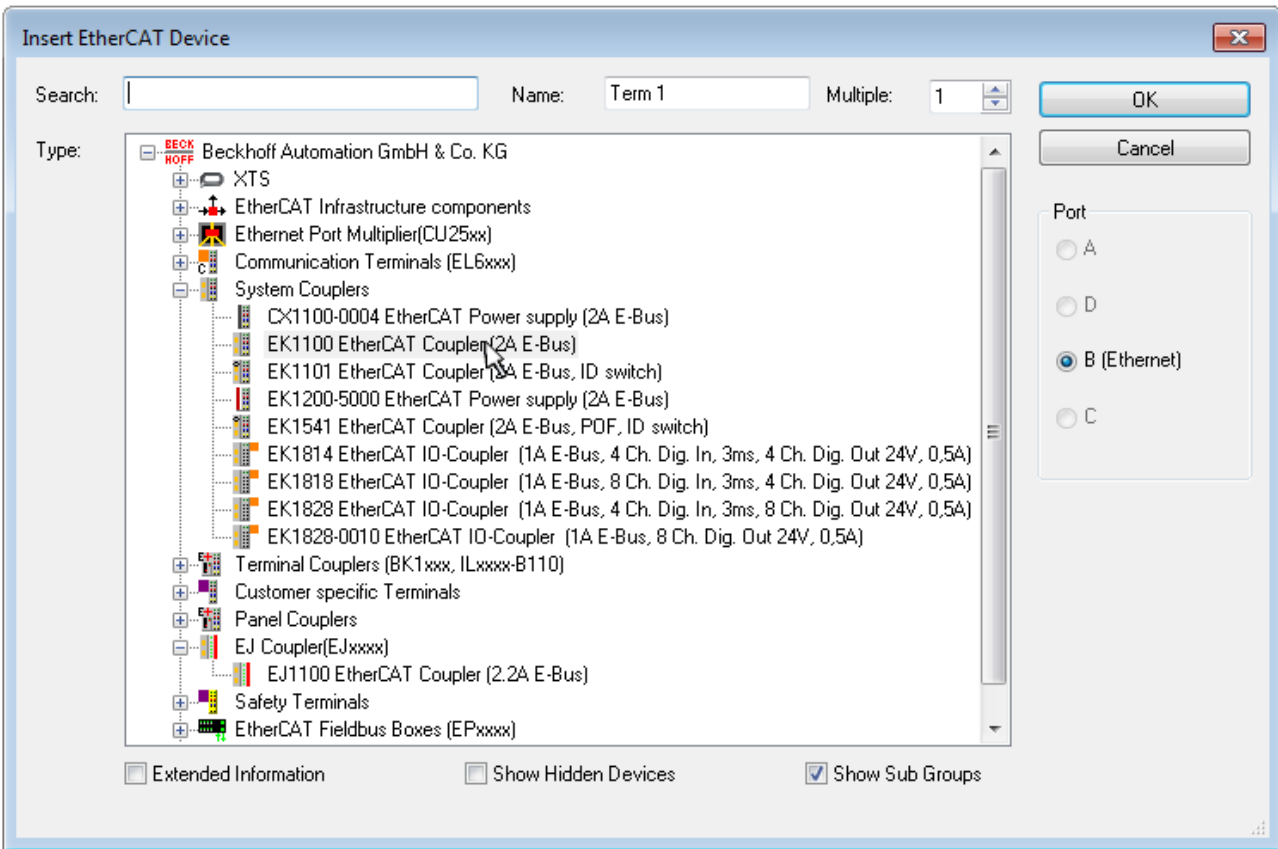 Insert EtherCAT Device
Search: Name: Term 1 Multiple: 1 OK
Type: Cancel
BECK HOFF Beckhoff Automation GmbH & Co. KG
XTS
EtherCAT Infrastructure components
Ethernet Port Multiplier(CU25xx)
C Communication Terminals (EL6xxx)
System Couplers
CX1100-0004 EtherCAT Power supply (2A E-Bus)
EK1100 EtherCAT Coupler (2A E-Bus)
EK1101 EtherCAT Coupler (2A E-Bus, ID switch)
EK1200-5000 EtherCAT Power supply (2A E-Bus)
EK1541 EtherCAT Coupler (2A E-Bus, POF, ID switch)
EK1814 EtherCAT IO-Coupler (1A E-Bus, 4 Ch. Dig. In, 3ms, 4 Ch. Dig. Out 24V, 0,5A)
EK1818 EtherCAT IO-Coupler (1A E-Bus, 8 Ch. Dig. In, 3ms, 4 Ch. Dig. Out 24V, 0,5A)
EK1828 EtherCAT IO-Coupler (1A E-Bus, 4 Ch. Dig. In, 3ms, 8 Ch. Dig. Out 24V, 0,5A)
EK1828-0010 EtherCAT IO-Coupler (1A E-Bus, 8 Ch. Dig. Out 24V, 0,5A)
Terminal Couplers (BK1xxx, ILxxxx-B110)
Customer specific Terminals
Panel Couplers
EJ Coupler(EJxxxx)
EJ1100 EtherCAT Coupler (2.2A E-Bus)
Safety Terminals
EtherCAT Fieldbus Boxes (EPxxxx)
Port
A
D
B (Ethernet)
C
Extended Information Show Hidden Devices Show Sub Groups